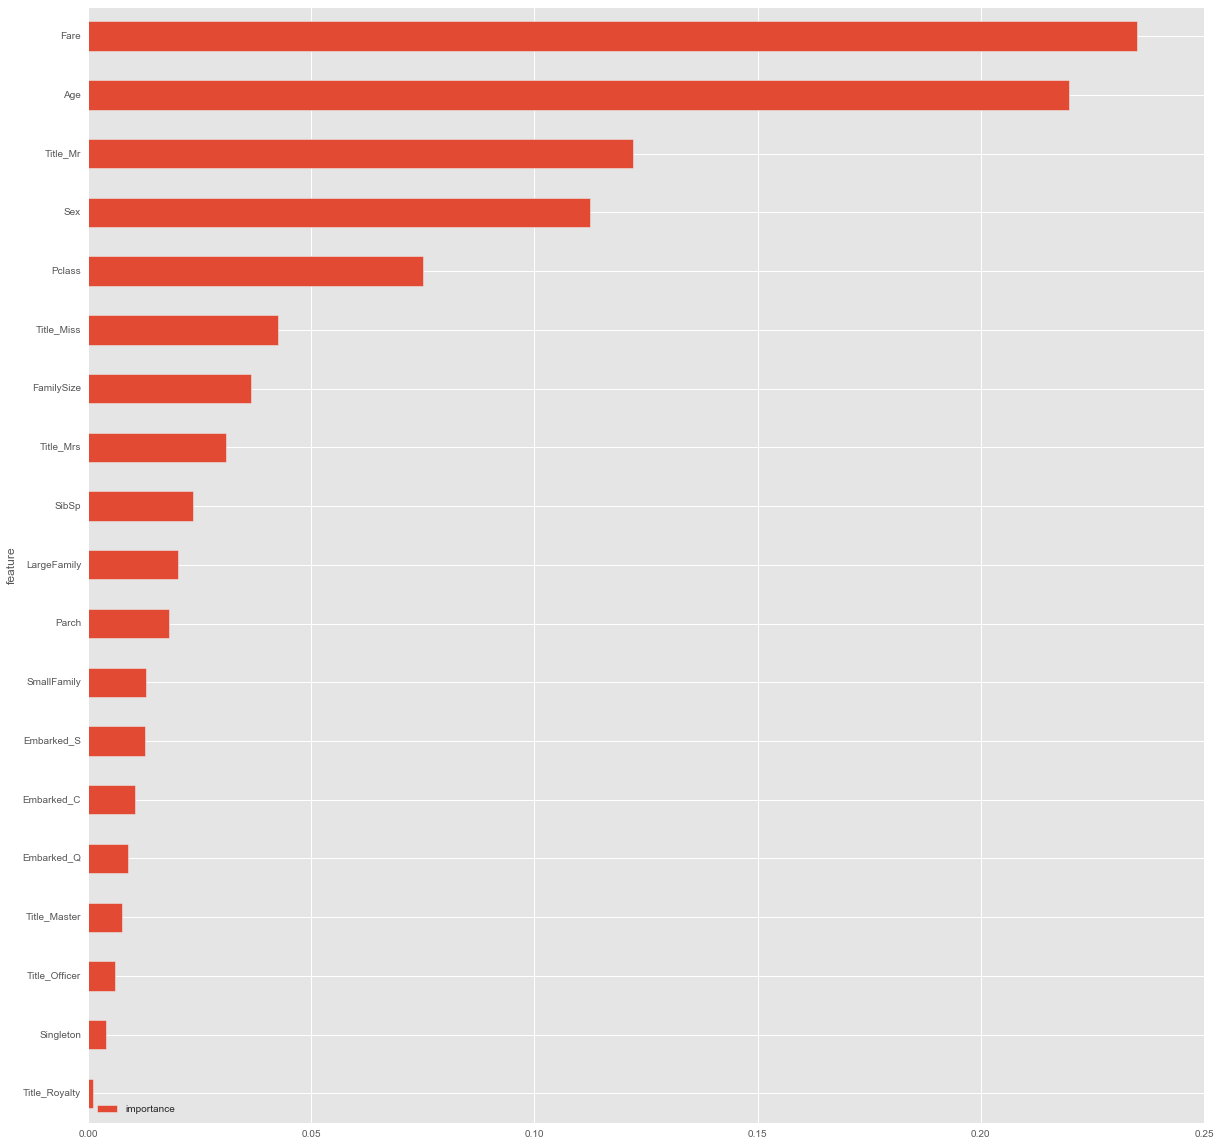 Fare
Age
Title_Mr
Sex
Pclass
Title_Miss
FamilySize
Title_Mrs
SibSp
LargeFamily
Parch
SmallFamily
Embarked_S
Embarked_C
Embarked_Q
Title_Master
Title_Officer
Singleton
Title_Royalty
feature
importance
0.00 0.05 0.10 0.15 0.20 0.25